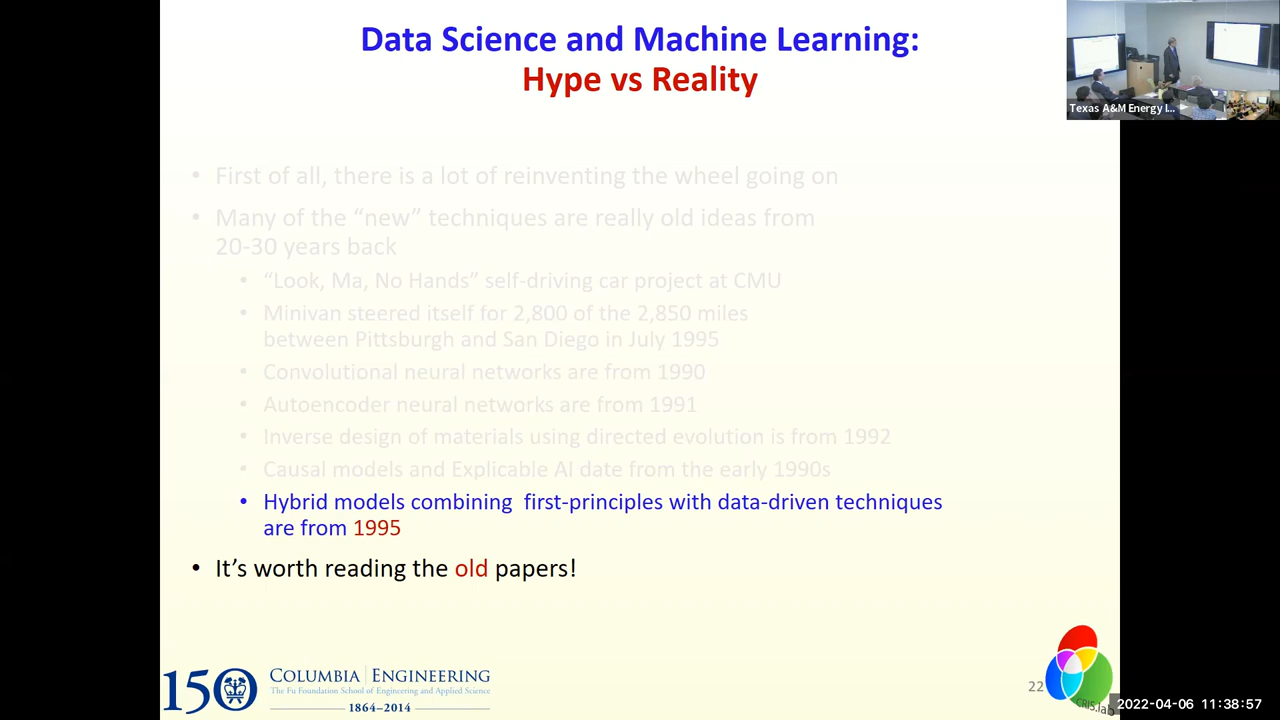 Data Science and Machine Learning:
Hype vs Reality
Texas A&M Energy I...
• First of all, there is a lot of reinventing the wheel going on
• Many of the “new” techniques are really old ideas from
20-30 years back
• “Look, Ma, No Hands” self-driving car project at CMU
• Minivan steered itself for 2,800 of the 2,850 miles
between Pittsburgh and San Diego in July 1995
• Convolutional neural networks are from 1990
• Autoencoder neural networks are from 1991
• Inverse design of materials using directed evolution is from 1992
• Causal models and Explicable AI date from the early 1990s
• Hybrid models combining first-principles with data-driven techniques
are from 1995
• It’s worth reading the old papers!
150
COLUMBIA | ENGINEERING
The Fu Foundation School of Engineering and Applied Science
1864–2014
22
CRIS.lab
2022-04-06 11:38:57